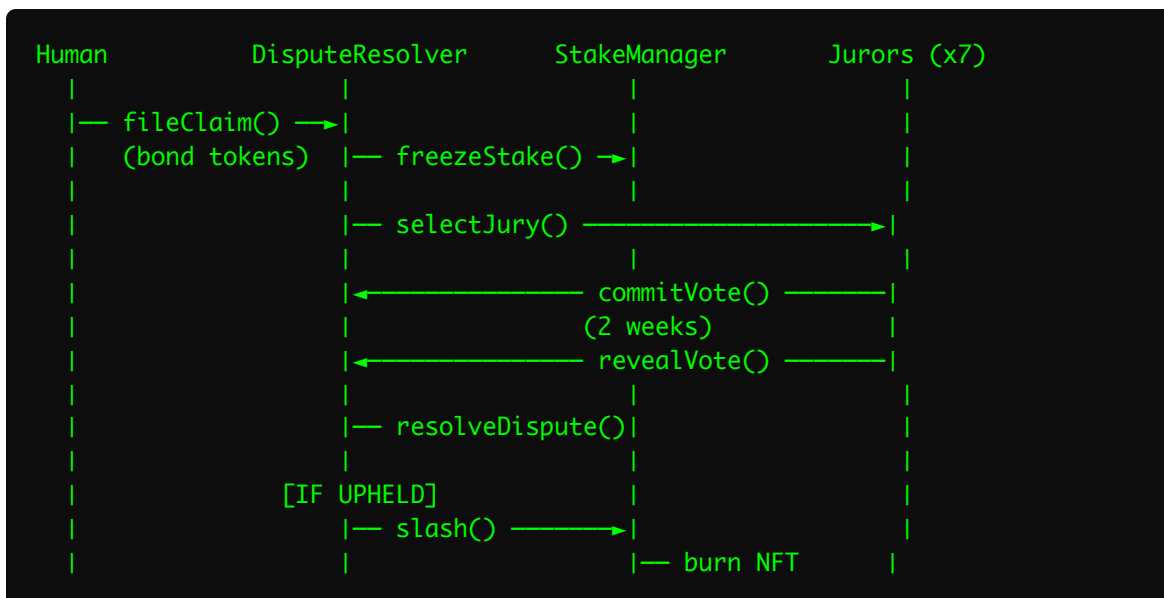 Human DisputeResolver StakeManager Jurors (x7)
fileClaim()
(bond tokens) freezeStake()
selectJury()
commitVote()
(2 weeks)
revealVote()
resolveDispute()
[IF UPHELD]
slash()
burn NFT